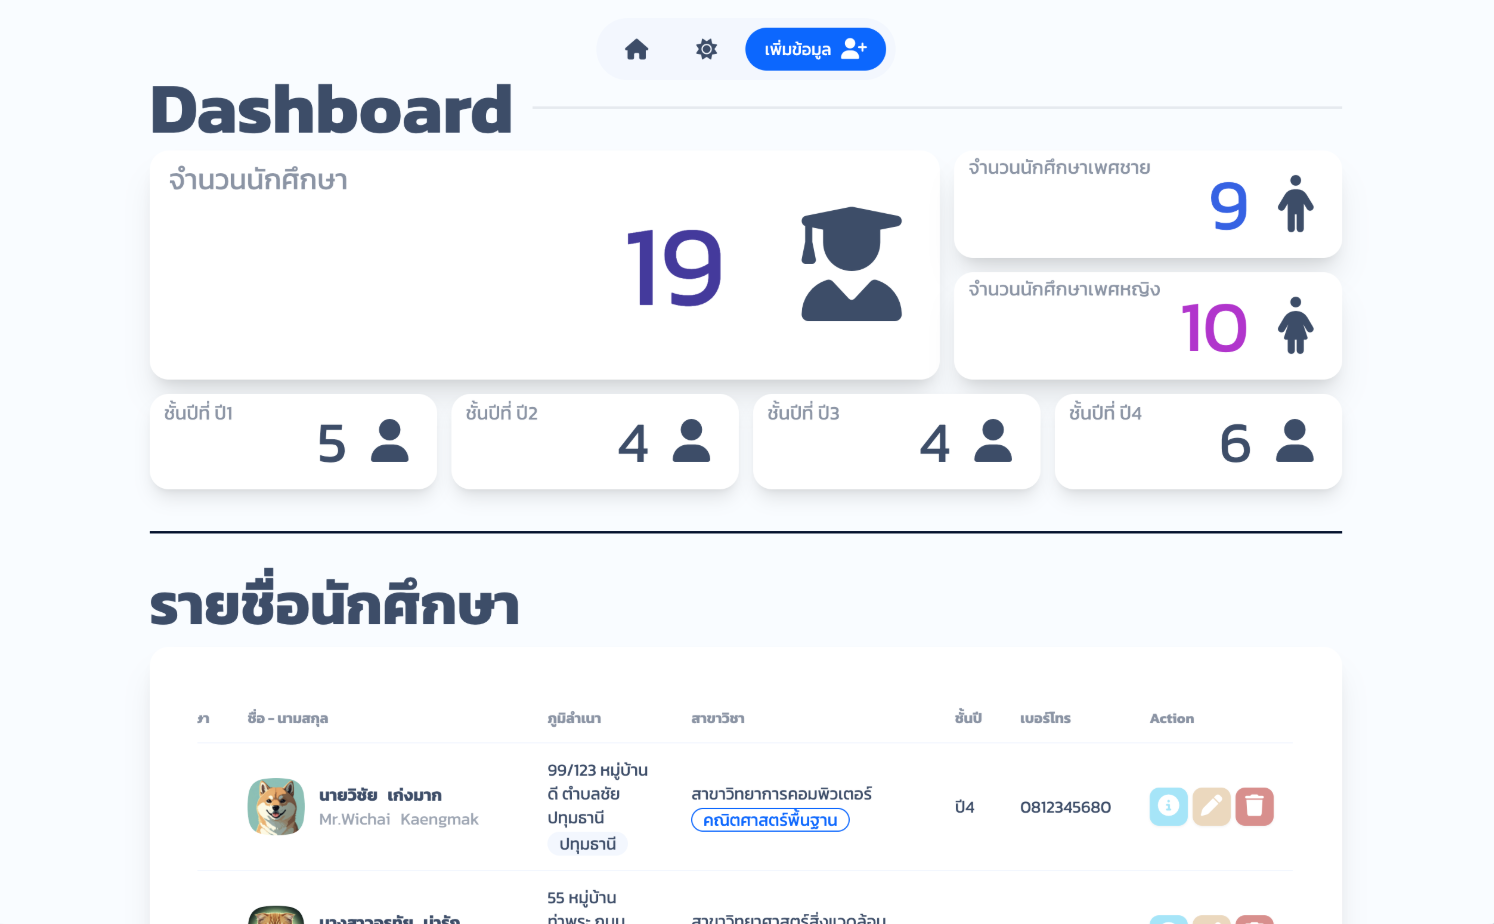 เพิ่มข้อมูล
Dashboard
จำนวนนักศึกษา
19
จำนวนนักศึกษาเพศชาย
9
จำนวนนักศึกษาเพศหญิง
10
ชั้นปีที่ ปี1
5
ชั้นปีที่ ปี2
4
ชั้นปีที่ ปี3
4
ชั้นปีที่ ปี4
6
รายชื่อนักศึกษา
ชื่อ - นามสกุล
ภูมิลำเนา
สาขาวิชา
ชั้นปี
เบอร์โทร
Action
นายวิชัย เก่งมาก
Mr.Wichai Kaengmak
99/123 หมู่บ้าน
ดี ตำบลชัย
ปทุมธานี
ปทุมธานี
สาขาวิทยาการคอมพิวเตอร์
คณิตศาสตร์พื้นฐาน
ปี4
0812345680
55 หมู่บ้าน
ท่าพระ ถนน
สาขาวิทยาศาสตร์สิ่งแวดล้อม